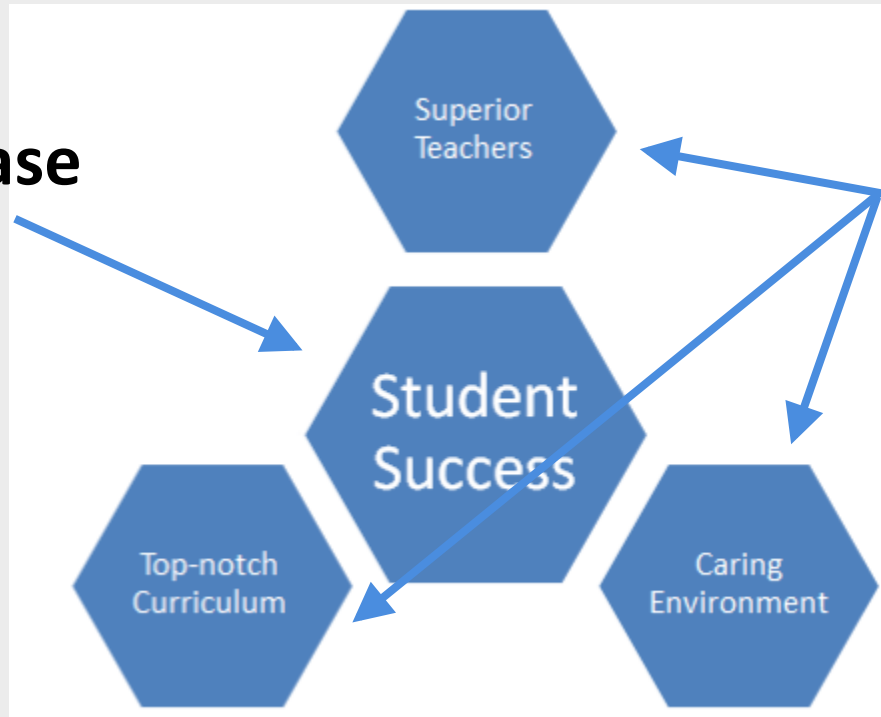 Superior
Teachers
ase
Student
Success
Top-notch
Curriculum
Caring
Environment